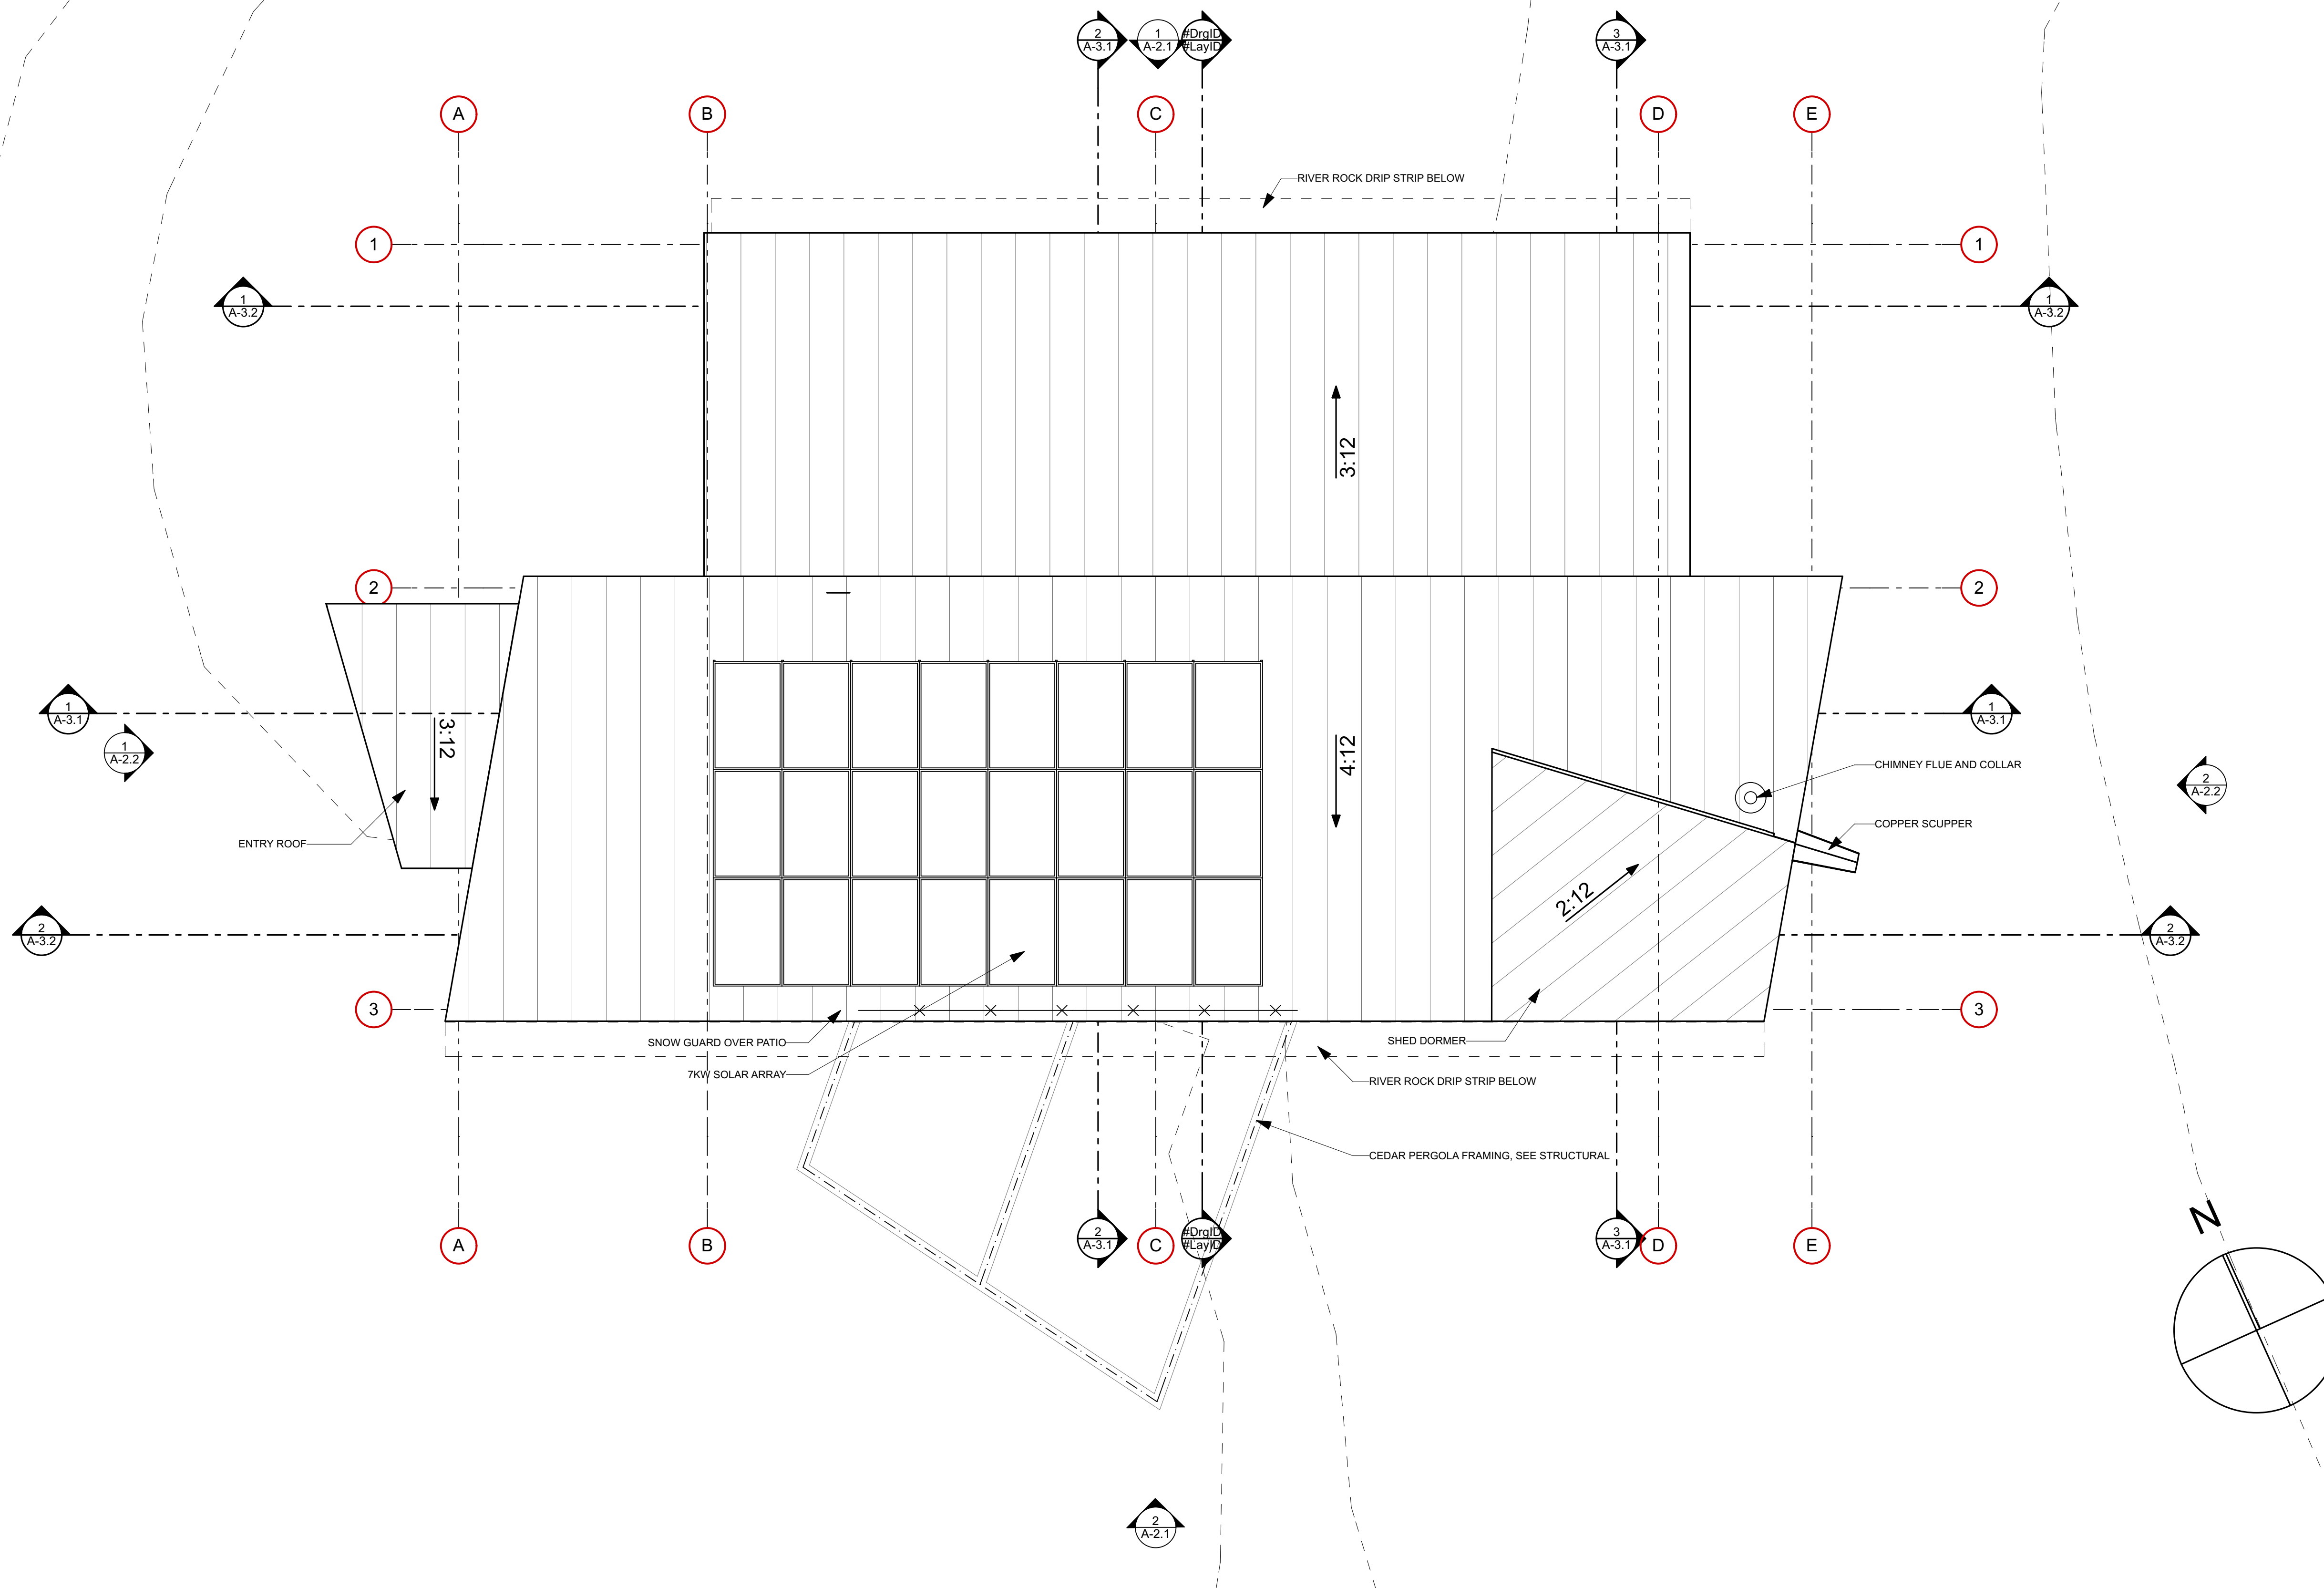 2
A-3.1
1
A-2.1
#DrgID
#LayID
3
A-3.1
A
B
C
D
E
RIVER ROCK DRIP STRIP BELOW
1
1
1
A-3.2
1
A-3.2
3:12
2
2
1
A-3.1
3:12
4:12
1
A-3.1
1
A-2.2
CHIMNEY FLUE AND COLLAR
2
A-2.2
COPPER SCUPPER
ENTRY ROOF
2:12
2
A-3.2
2
A-3.2
3
3
SNOW GUARD OVER PATIO
SHED DORMER
7KW SOLAR ARRAY
RIVER ROCK DRIP STRIP BELOW
CEDAR PERGOLA FRAMING, SEE STRUCTURAL
N
A
B
2
A-3.1
C
#DrgID
#LayID
3
A-3.1
D
E
2
A-2.1